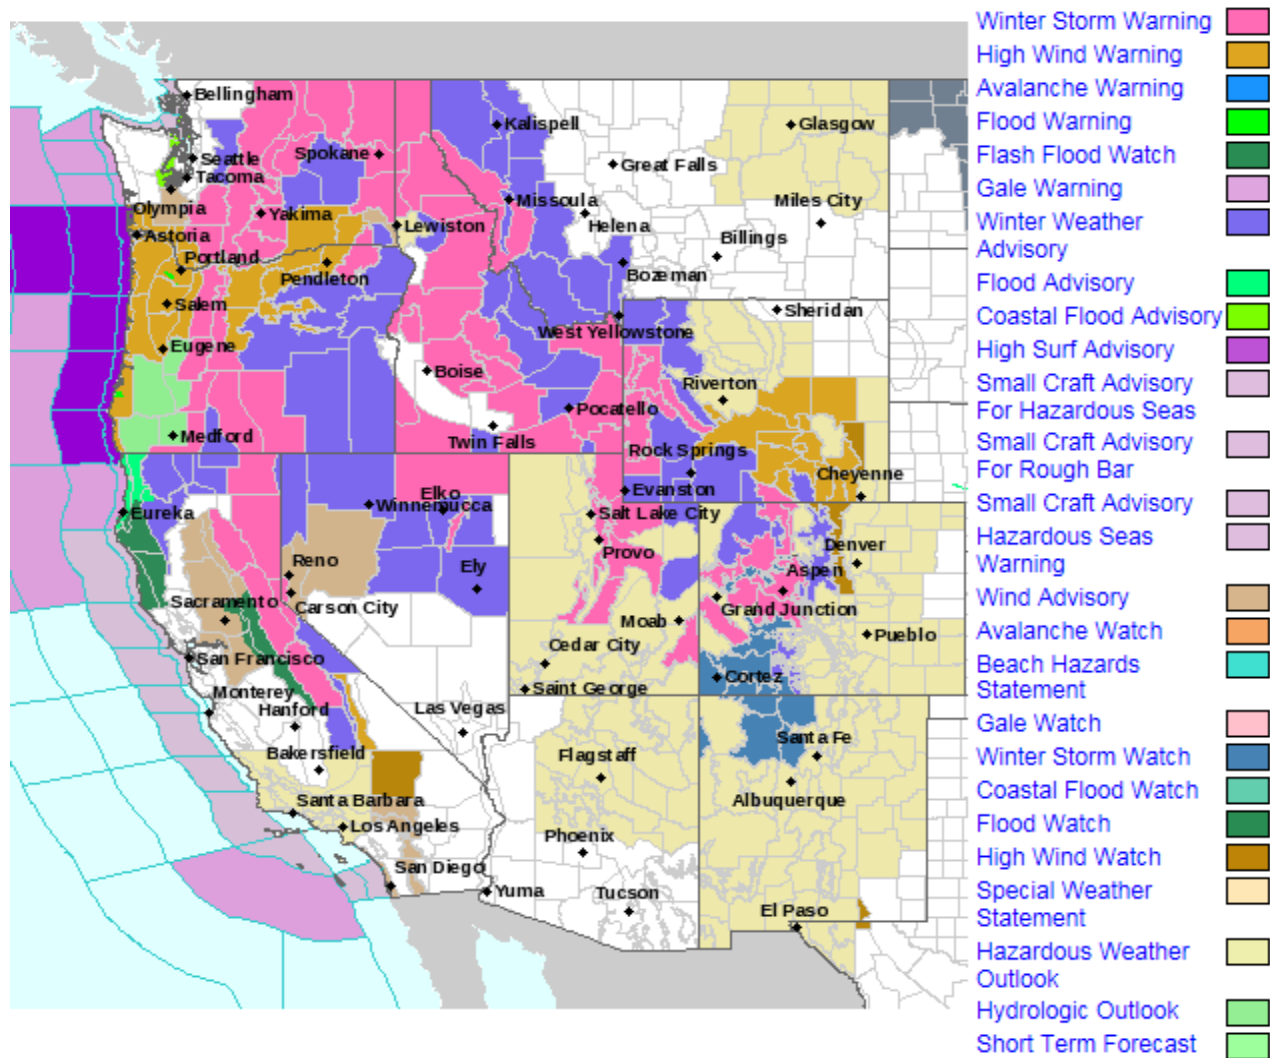 Bellingham
Kalispell
Glasgow
Seattle
Spokane
Great Falls
Tacoma
Olympia
Yakima
Missoula
Miles City
Astoria
Lewiston
Helena
Billings
Portland
Pendleton
Bozeman
Salem
Sheridan
West Yellowstone
Eugene
Boise
Riverton
Pocatello
Medford
Twin Falls
Rock Springs
Cheyenne
Elko
Evanston
Eureka
Winnemucca
Salt Lake City
Provo
Denver
Reno
Ely
Aspen
Sacramento
Carson City
Grand Junction
Moab
Pueblo
Cedar City
San Francisco
Cortez
Monterey
Saint George
Hanford
Las Vegas
Bakersfield
Flagstaff
Santa Fe
Santa Barbara
Albuquerque
Los Angeles
Phoenix
San Diego
Yuma
Tucson
El Paso
Winter Storm Warning
High Wind Warning
Avalanche Warning
Flood Warning
Flash Flood Watch
Gale Warning
Winter Weather
Advisory
Flood Advisory
Coastal Flood Advisory
High Surf Advisory
Small Craft Advisory
For Hazardous Seas
Small Craft Advisory
For Rough Bar
Small Craft Advisory
Hazardous Seas
Warning
Wind Advisory
Avalanche Watch
Beach Hazards
Statement
Gale Watch
Winter Storm Watch
Coastal Flood Watch
Flood Watch
High Wind Watch
Special Weather
Statement
Hazardous Weather
Outlook
Hydrologic Outlook
Short Term Forecast